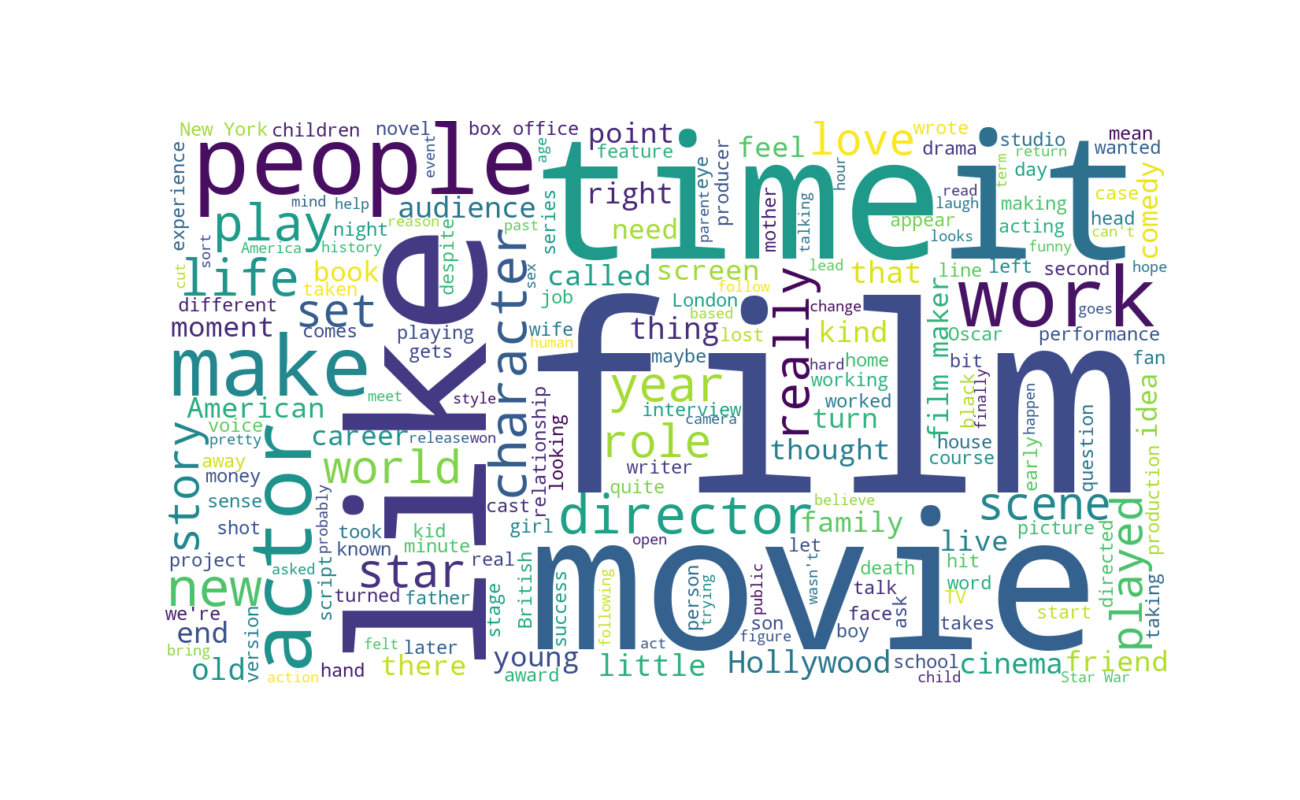 New York
children
novel
event
box office
point
love
wrote
studio
mean
people
age
feature
feel
drama
return
wanted
experience
time
it
eye
producer
hour
term
day
mind
help
audience
right
read
laugh
making
case
comedy
sort
play
night
reason
past
series
need
parent
mother
talking
appear
acting
head
can't
America
history
despite
looks
funny
cut
life
book
like
character
sex
called
screen
follow
lead
that
line
left
second
hope
taken
job
London
really
work
different
set
based
change
goes
moment
comes
playing
wife
thing
lost
kind
film maker
Oscar
performance
gets
human
film
maybe
hard
home
bit
fan
make
meet
style
year
working
black
finally
happen
idea
American
interview
worked
voice
camera
turn
story
pretty
actor
career
release
won
relationship
looking
role
thought
house
course
early
question
production
away
world
writer
money
quite
sense
script
probably
cast
believe
scene
shot
took
kid
girl
director
family
picture
played
known
minute
open
let
live
directed
project
star
real
British
movie
death
hit
asked
person
trying
public
wasn't
talk
word
TV
new
turned
father
stage
success
following
face
ask
start
taking
we're
act
son
boy
takes
end
figure
version
felt
later
bring
old
hand
there
young
little
Hollywood
school
cinema
friend
action
award
child
Star War